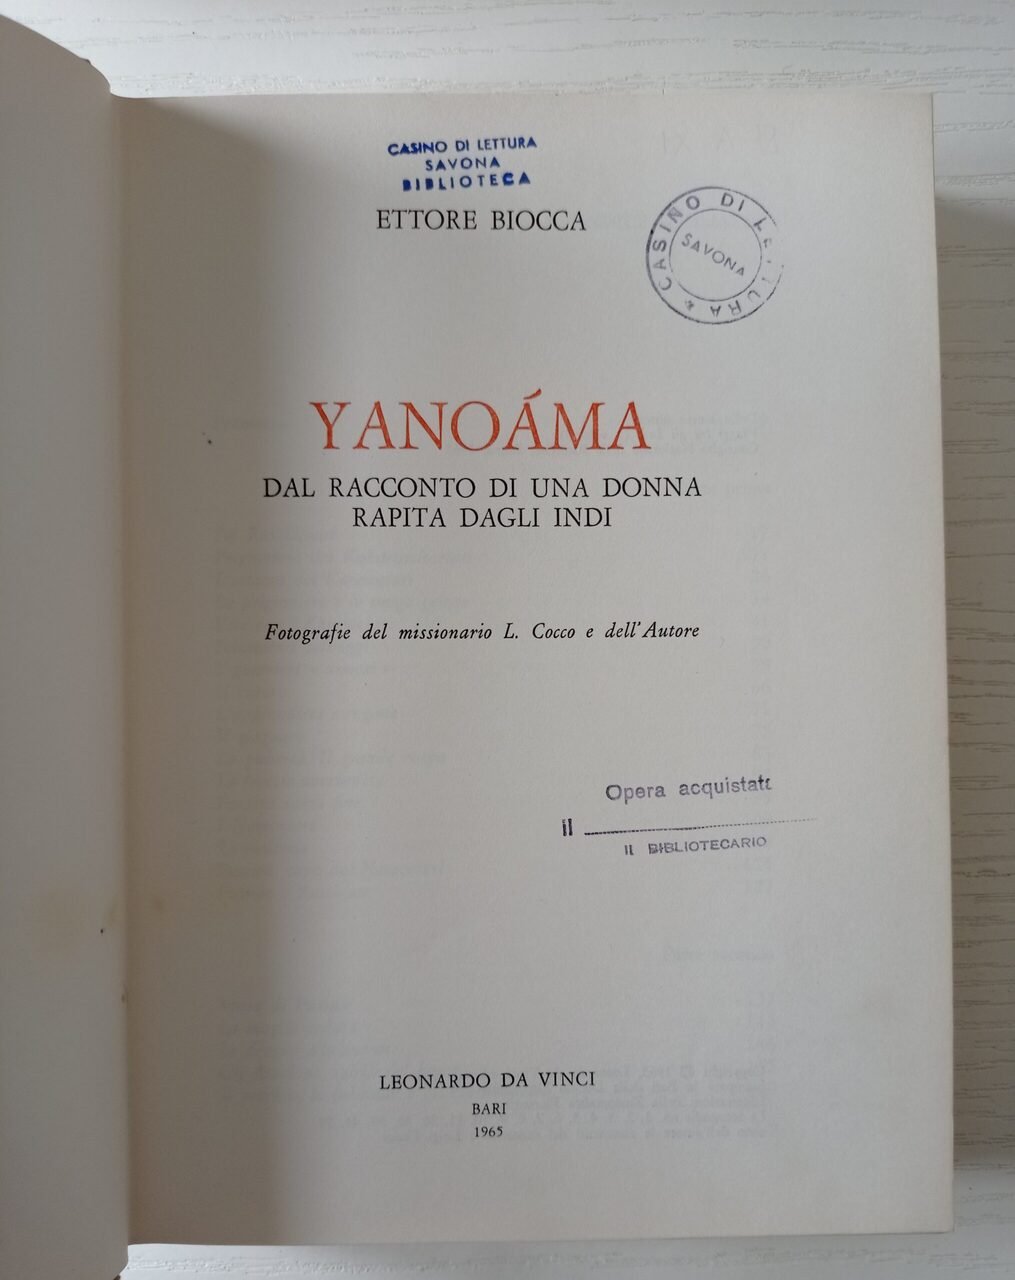 CASINO DI LETTURA
SAVONA
BIBLIOTECA
ETTORE BIOCCA
CASINO DI LETTURA
SAVONA
YANOÁMA
DAL RACCONTO DI UNA DONNA
RAPITA DAGLI INDI
Fotografie del missionario L. Cocco e dell'Autore
Opera acquistata
il
IL BIBLIOTECARIO
LEONARDO DA VINCI
BARI
1965